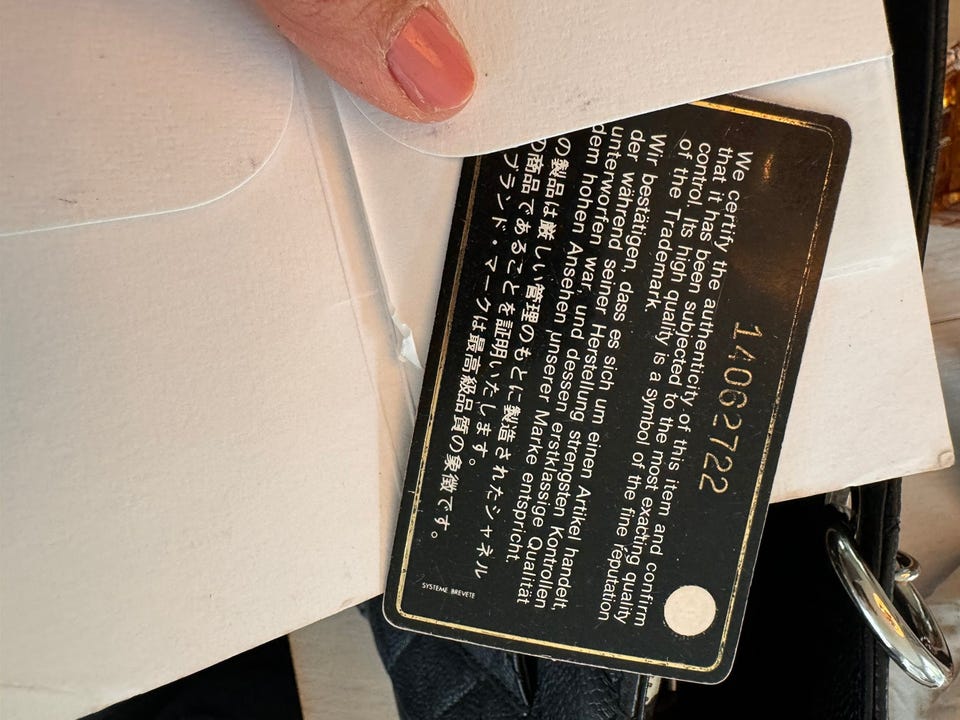 14062722
We certify the authenticity of this item and confirm
that it has been subjected to the most exacting quality
control. Its high quality is a symbol of the fine reputation
of the Trademark.
Wir bestätigen, dass es sich um einen Artikel handelt,
der während seiner Herstellung strengsten Kontrollen
unterworfen war, und dessen erstklassige Qualität
dem hohen Ansehen unserer Marke entspricht.
の製品は厳しい管理のもとに製造されたシャネル
の商品であることを証明いたします。
ブランド・マークは最高級品質の象徴です。
SYSTEME BREVETE